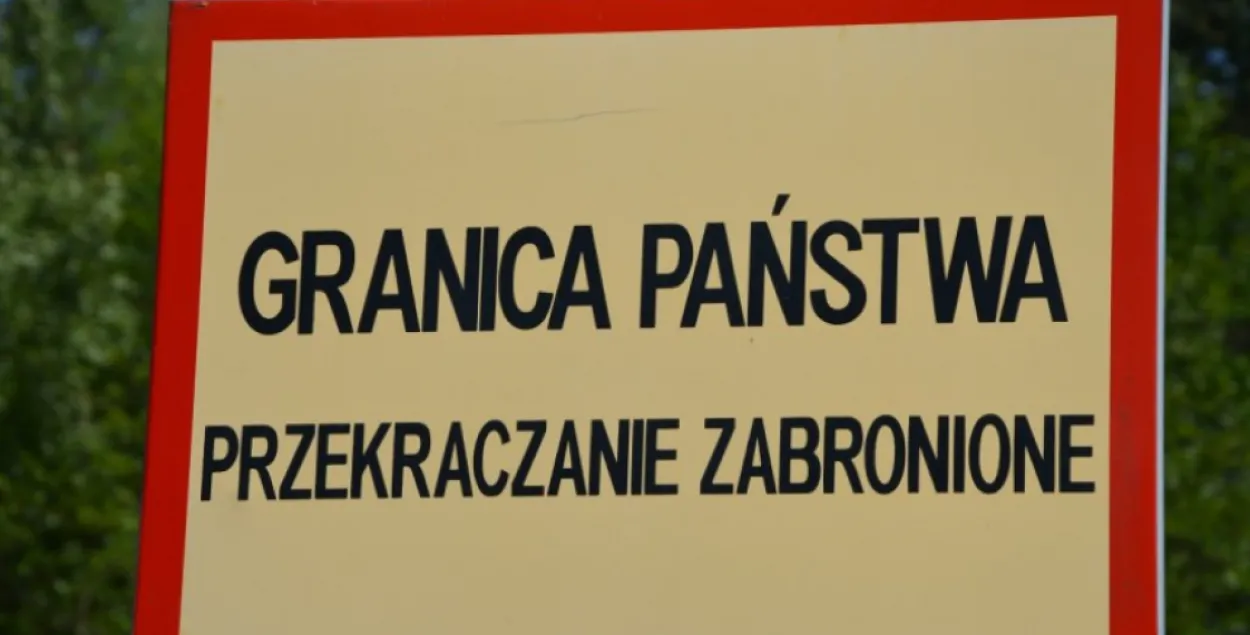 GRANICA PAŃSTWA
PRZEKRACZANIE ZABRONIONE